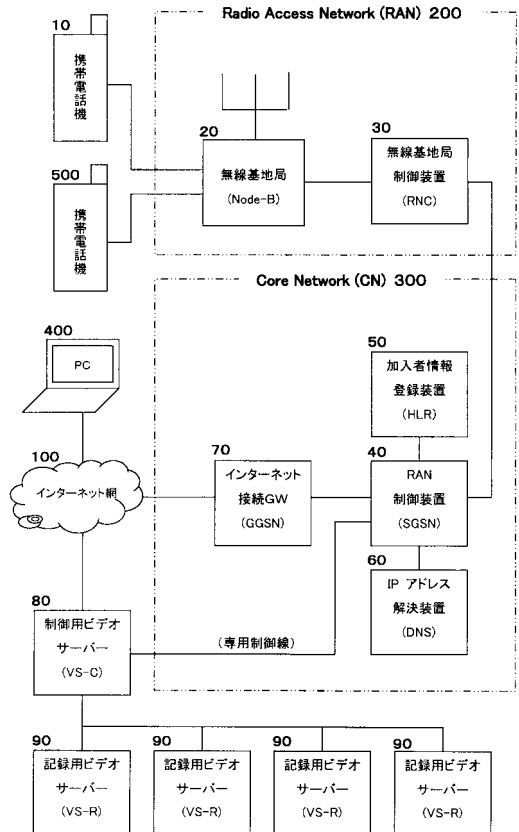 Radio Access Network (RAN) 200
10
携帯電話機
20
無線基地局
(Node-B)
30
無線基地局
制御装置
(RNC)
500
携帯電話機
Core Network (CN) 300
400
PC
50
加入者情報
登録装置
(HLR)
100
インターネット網
70
インターネット
接続GW
(GGSN)
40
RAN
制御装置
(SGSN)
60
IP アドレス
解決装置
(DNS)
80
制御用ビデオ
サーバー
(VS-C)
(専用制御線)
90
記録用ビデオ
サーバー
(VS-R)
90
記録用ビデオ
サーバー
(VS-R)
90
記録用ビデオ
サーバー
(VS-R)
90
記録用ビデオ
サーバー
(VS-R)